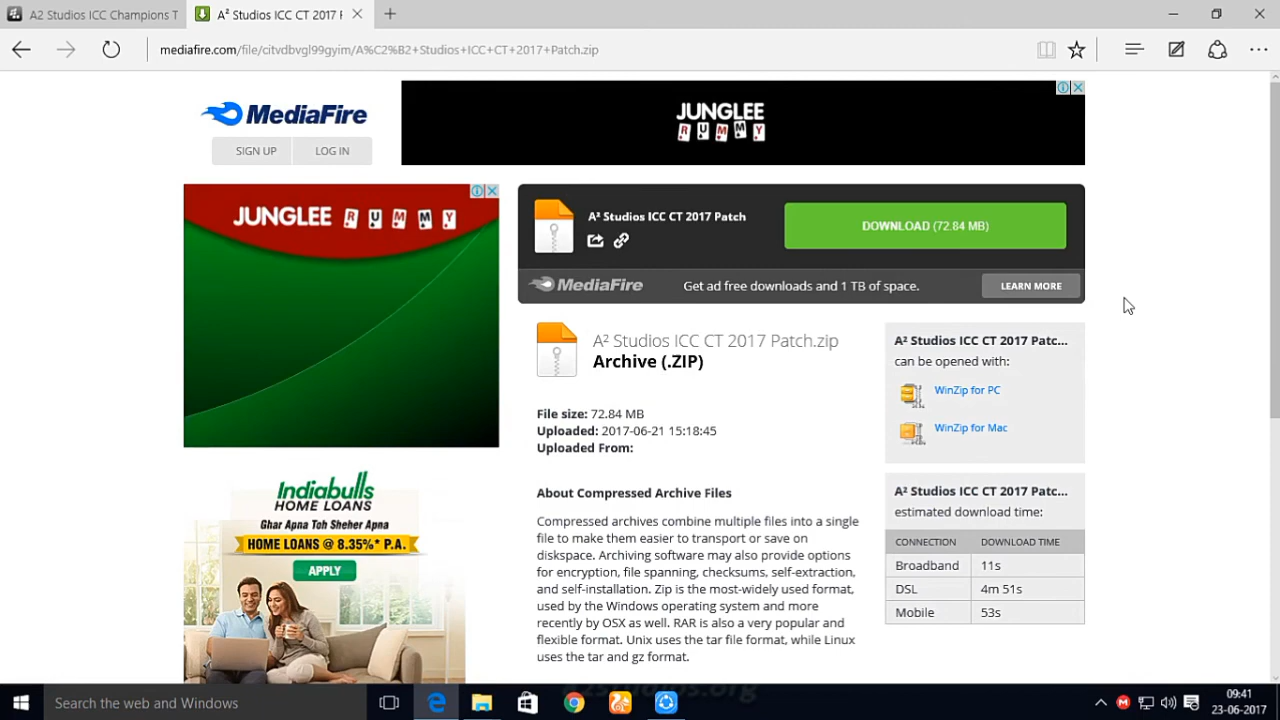 A2 Studios ICC Champions T
A² Studios ICC CT 2017 F
mediafire.com/file/citvdbvgl99gyim/A%C2%B2+Studios+ICC+CT+2017+Patch.zip
MediaFire
SIGN UP
LOG IN
JUNGLEE
RUMMY
JUNGLEE RUMMY
A² Studios ICC CT 2017 Patch
DOWNLOAD (72.84 MB)
MediaFire
Get ad free downloads and 1 TB of space.
LEARN MORE
A² Studios ICC CT 2017 Patch.zip
Archive (.ZIP)
File size: 72.84 MB
Uploaded: 2017-06-21 15:18:45
Uploaded From:
About Compressed Archive Files
Compressed archives combine multiple files into a single
file to make them easier to transport or save on
diskspace. Archiving software may also provide options
for encryption, file spanning, checksums, self-extraction,
and self-installation. Zip is the most-widely used format,
used by the Windows operating system and more
recently by OSX as well. RAR is also a very popular and
flexible format. Unix uses the tar file format, while Linux
uses the tar and gz format.
A² Studios ICC CT 2017 Patc...
can be opened with:
WinZip for PC
WinZip for Mac
A² Studios ICC CT 2017 Patc...
estimated download time:
CONNECTION DOWNLOAD TIME
Broadband 11s
DSL 4m 51s
Mobile 53s
Indiabulls
HOME LOANS
Ghar Apna Toh Sheher Apna
HOME LOANS @ 8.35%* P.A.
APPLY
Search the web and Windows
a2studios.org
09:41
23-06-2017